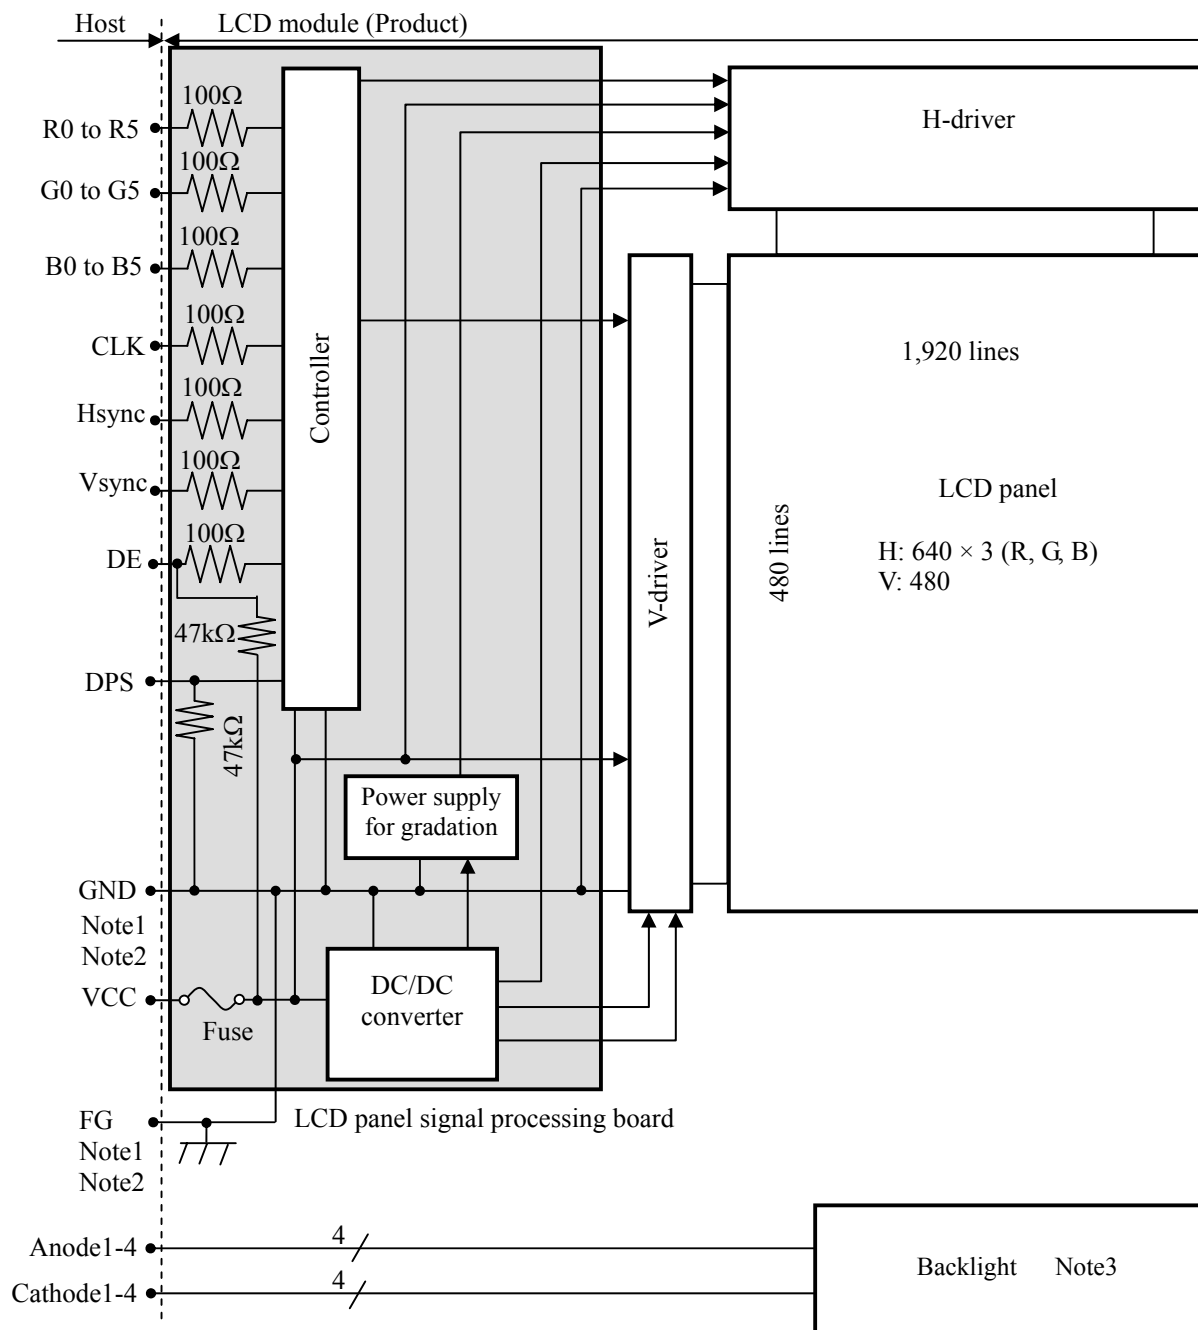 Host
LCD module (Product)
100Ω
R0 to R5
100Ω
G0 to G5
100Ω
B0 to B5
100Ω
CLK
100Ω
Hsync
100Ω
Vsync
100Ω
DE
47kΩ
DPS
47kΩ
Controller
H-driver
V-driver
1,920 lines
480 lines
LCD panel
H: 640 × 3 (R, G, B)
V: 480
Power supply
for gradation
GND
Note1
Note2
VCC
Fuse
DC/DC
converter
FG
Note1
Note2
LCD panel signal processing board
Anode1-4
4
Cathode1-4
4
Backlight Note3